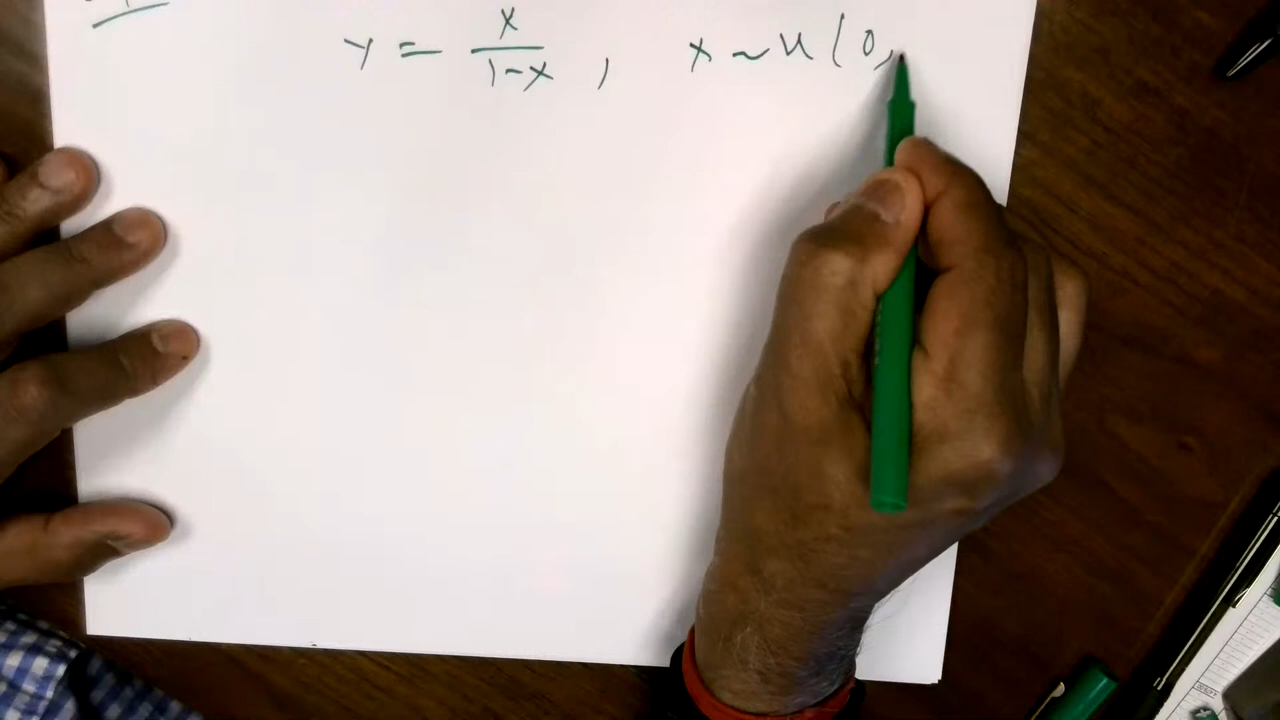 y = x/(1-x) , x ~ U(0,